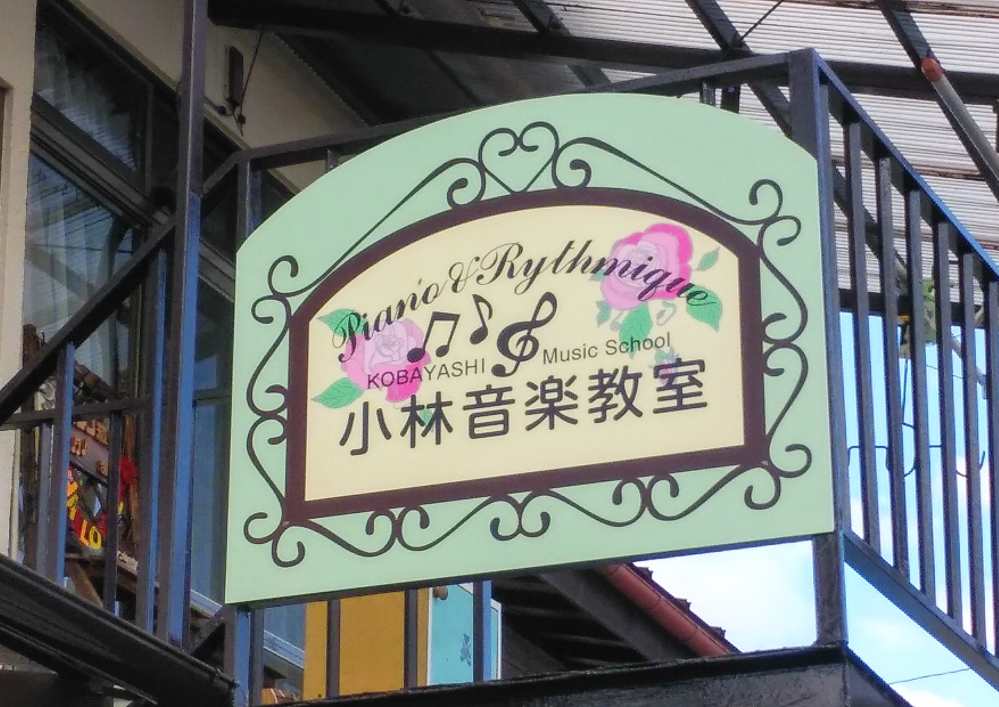 Piano & Rythmique
KOBAYASHI Music School
小林音楽教室